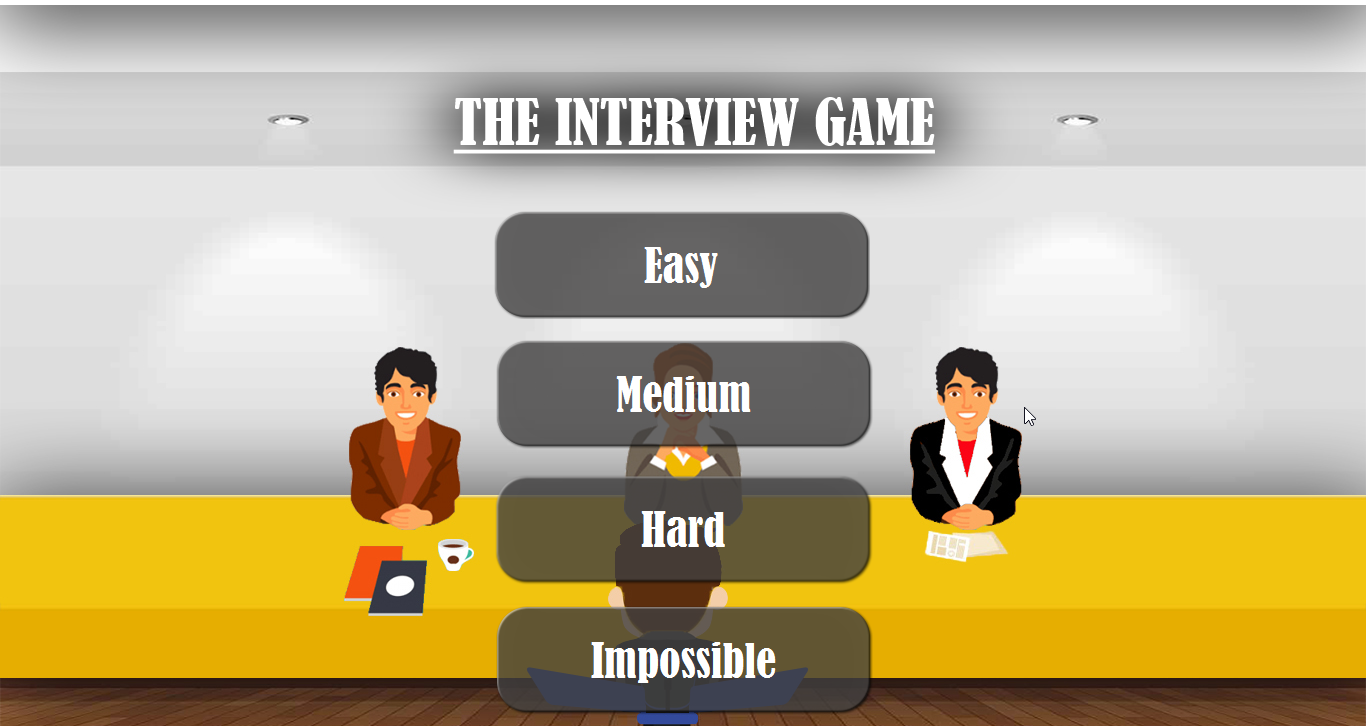 THE INTERVIEW GAME
Easy
Medium
Hard
Impossible